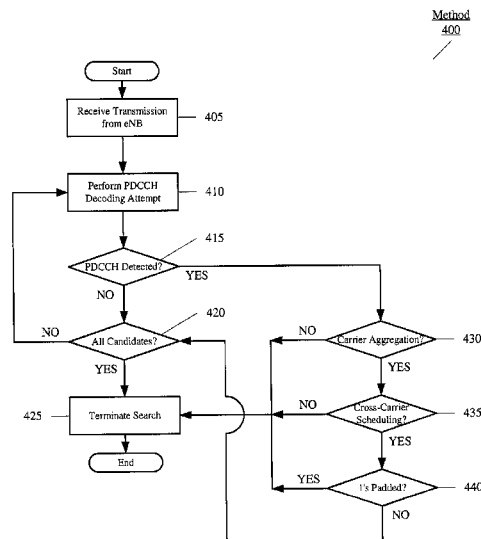 Method
400
Start
Receive Transmission
from eNB
405
Perform PDCCH
Decoding Attempt
410
415
PDCCH Detected?
YES
NO
420
NO
All Candidates?
YES
NO
Carrier Aggregation?
430
YES
425
Terminate Search
NO
Cross-Carrier
Scheduling?
435
YES
End
YES
1's Padded?
440
NO